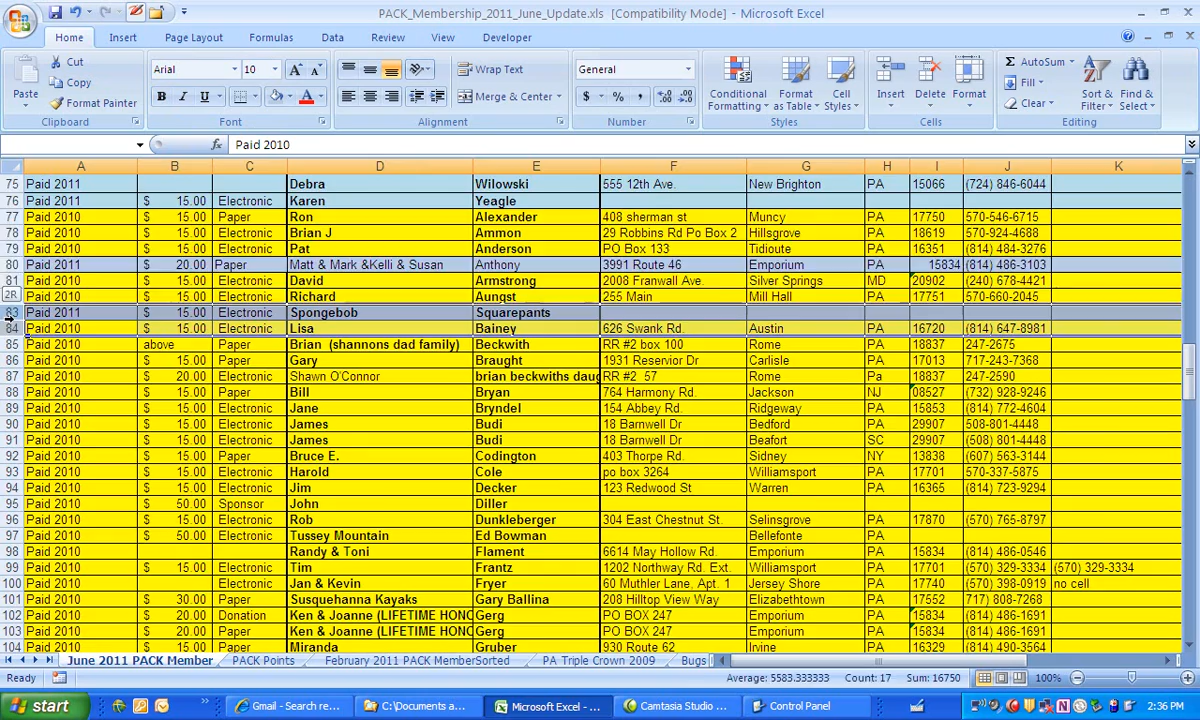 PACK_Membership_2011_June_Update.xls [Compatibility Mode] - Microsoft Excel
Home Insert Page Layout Formulas Data Review View Developer
Paste Cut Copy Format Painter Clipboard
Arial 10 A A B I U A Font
Wrap Text Merge & Center Alignment
General $ % , Number
Conditional Formatting Format as Table Cell Styles Styles
Insert Delete Format Cells
AutoSum Fill Clear Sort & Filter Find & Select Editing
fx Paid 2010
A B C D E F G H I J K
75 Paid 2011 Debra Wilowski 555 12th Ave. New Brighton PA 15066 (724) 846-6044
76 Paid 2011 $ 15.00 Electronic Karen Yeagle
77 Paid 2010 $ 15.00 Paper Ron Alexander 408 sherman st Muncy PA 17750 570-546-6715
78 Paid 2010 $ 15.00 Electronic Brian J Ammon 29 Robbins Rd Po Box 2 Hillsgrove PA 18619 570-924-4688
79 Paid 2010 $ 15.00 Electronic Pat Anderson PO Box 133 Tidioute PA 16351 (814) 484-3276
80 Paid 2011 $ 20.00 Paper Matt & Mark &Kelli & Susan Anthony 3991 Route 46 Emporium PA 15834 (814) 486-3103
81 Paid 2010 $ 15.00 Electronic David Armstrong 2008 Franwall Ave. Silver Springs MD 20902 (240) 678-4421
2R Paid 2010 $ 15.00 Electronic Richard Aungst 255 Main Mill Hall PA 17751 570-660-2045
83 Paid 2011 $ 15.00 Electronic Spongebob Squarepants
84 Paid 2010 $ 15.00 Electronic Lisa Bainey 626 Swank Rd. Austin PA 16720 (814) 647-8981
85 Paid 2010 above Paper Brian (shannons dad family) Beckwith RR #2 box 100 Rome PA 18837 247-2675
86 Paid 2010 $ 15.00 Paper Gary Braught 1931 Reservior Dr Carlisle PA 17013 717-243-7368
87 Paid 2010 $ 20.00 Electronic Shawn O'Connor brian beckwiths daug RR #2 57 Rome Pa 18837 247-2590
88 Paid 2010 $ 15.00 Paper Bill Bryan 764 Harmony Rd. Jackson NJ 08527 (732) 928-9246
89 Paid 2010 $ 15.00 Electronic Jane Bryndel 154 Abbey Rd. Ridgeway PA 15853 (814) 772-4604
90 Paid 2010 $ 15.00 Electronic James Budi 18 Barnwell Dr Bedford PA 29907 508-801-4448
91 Paid 2010 $ 15.00 Electronic James Budi 18 Barnwell Dr Beafort SC 29907 (508) 801-4448
92 Paid 2010 $ 15.00 Paper Bruce E. Codington 403 Thorpe Rd. Sidney NY 13838 (607) 563-3144
93 Paid 2010 $ 15.00 Electronic Harold Cole po box 3264 Williamsport PA 17701 570-337-5875
94 Paid 2010 $ 15.00 Electronic Jim Decker 123 Redwood St Warren PA 16365 (814) 723-9294
95 Paid 2010 $ 50.00 Sponsor John Diller
96 Paid 2010 $ 15.00 Electronic Rob Dunkleberger 304 East Chestnut St. Selinsgrove PA 17870 (570) 765-8797
97 Paid 2010 $ 50.00 Electronic Tussey Mountain Ed Bowman Bellefonte PA
98 Paid 2010 Randy & Toni Flament 6614 May Hollow Rd. Emporium PA 15834 (814) 486-0546
99 Paid 2010 $ 15.00 Electronic Tim Frantz 1202 Northway Rd. Ext. Williamsport PA 17701 (570) 329-3334 (570) 329-3334
100 Paid 2010 Electronic Jan & Kevin Fryer 60 Muthler Lane, Apt. 1 Jersey Shore PA 17740 (570) 398-0919 no cell
101 Paid 2010 $ 30.00 Paper Susquehanna Kayaks Gary Ballina 208 Hilltop View Way Elizabethtown PA 17552 717) 808-7268
102 Paid 2010 $ 20.00 Donation Ken & Joanne (LIFETIME HONO Gerg PO BOX 247 Emporium PA 15834 (814) 486-1691
103 Paid 2010 $ 20.00 Paper Ken & Joanne (LIFETIME HONO Gerg PO BOX 247 Emporium PA 15834 (814) 486-1691
104 Paid 2010 $ 15.00 Paper Miranda Gruber 930 Route 62 Irvine PA 16329 (814) 490-3564
June 2011 PACK Member PACK Points February 2011 PACK MemberSorted PA Triple Crown 2009 Bugs
Ready Average: 5583.333333 Count: 17 Sum: 16750 100%
start Gmail - Search re... C:\Documents a... Microsoft Excel - ... Camtasia Studio ... Control Panel 2:36 PM